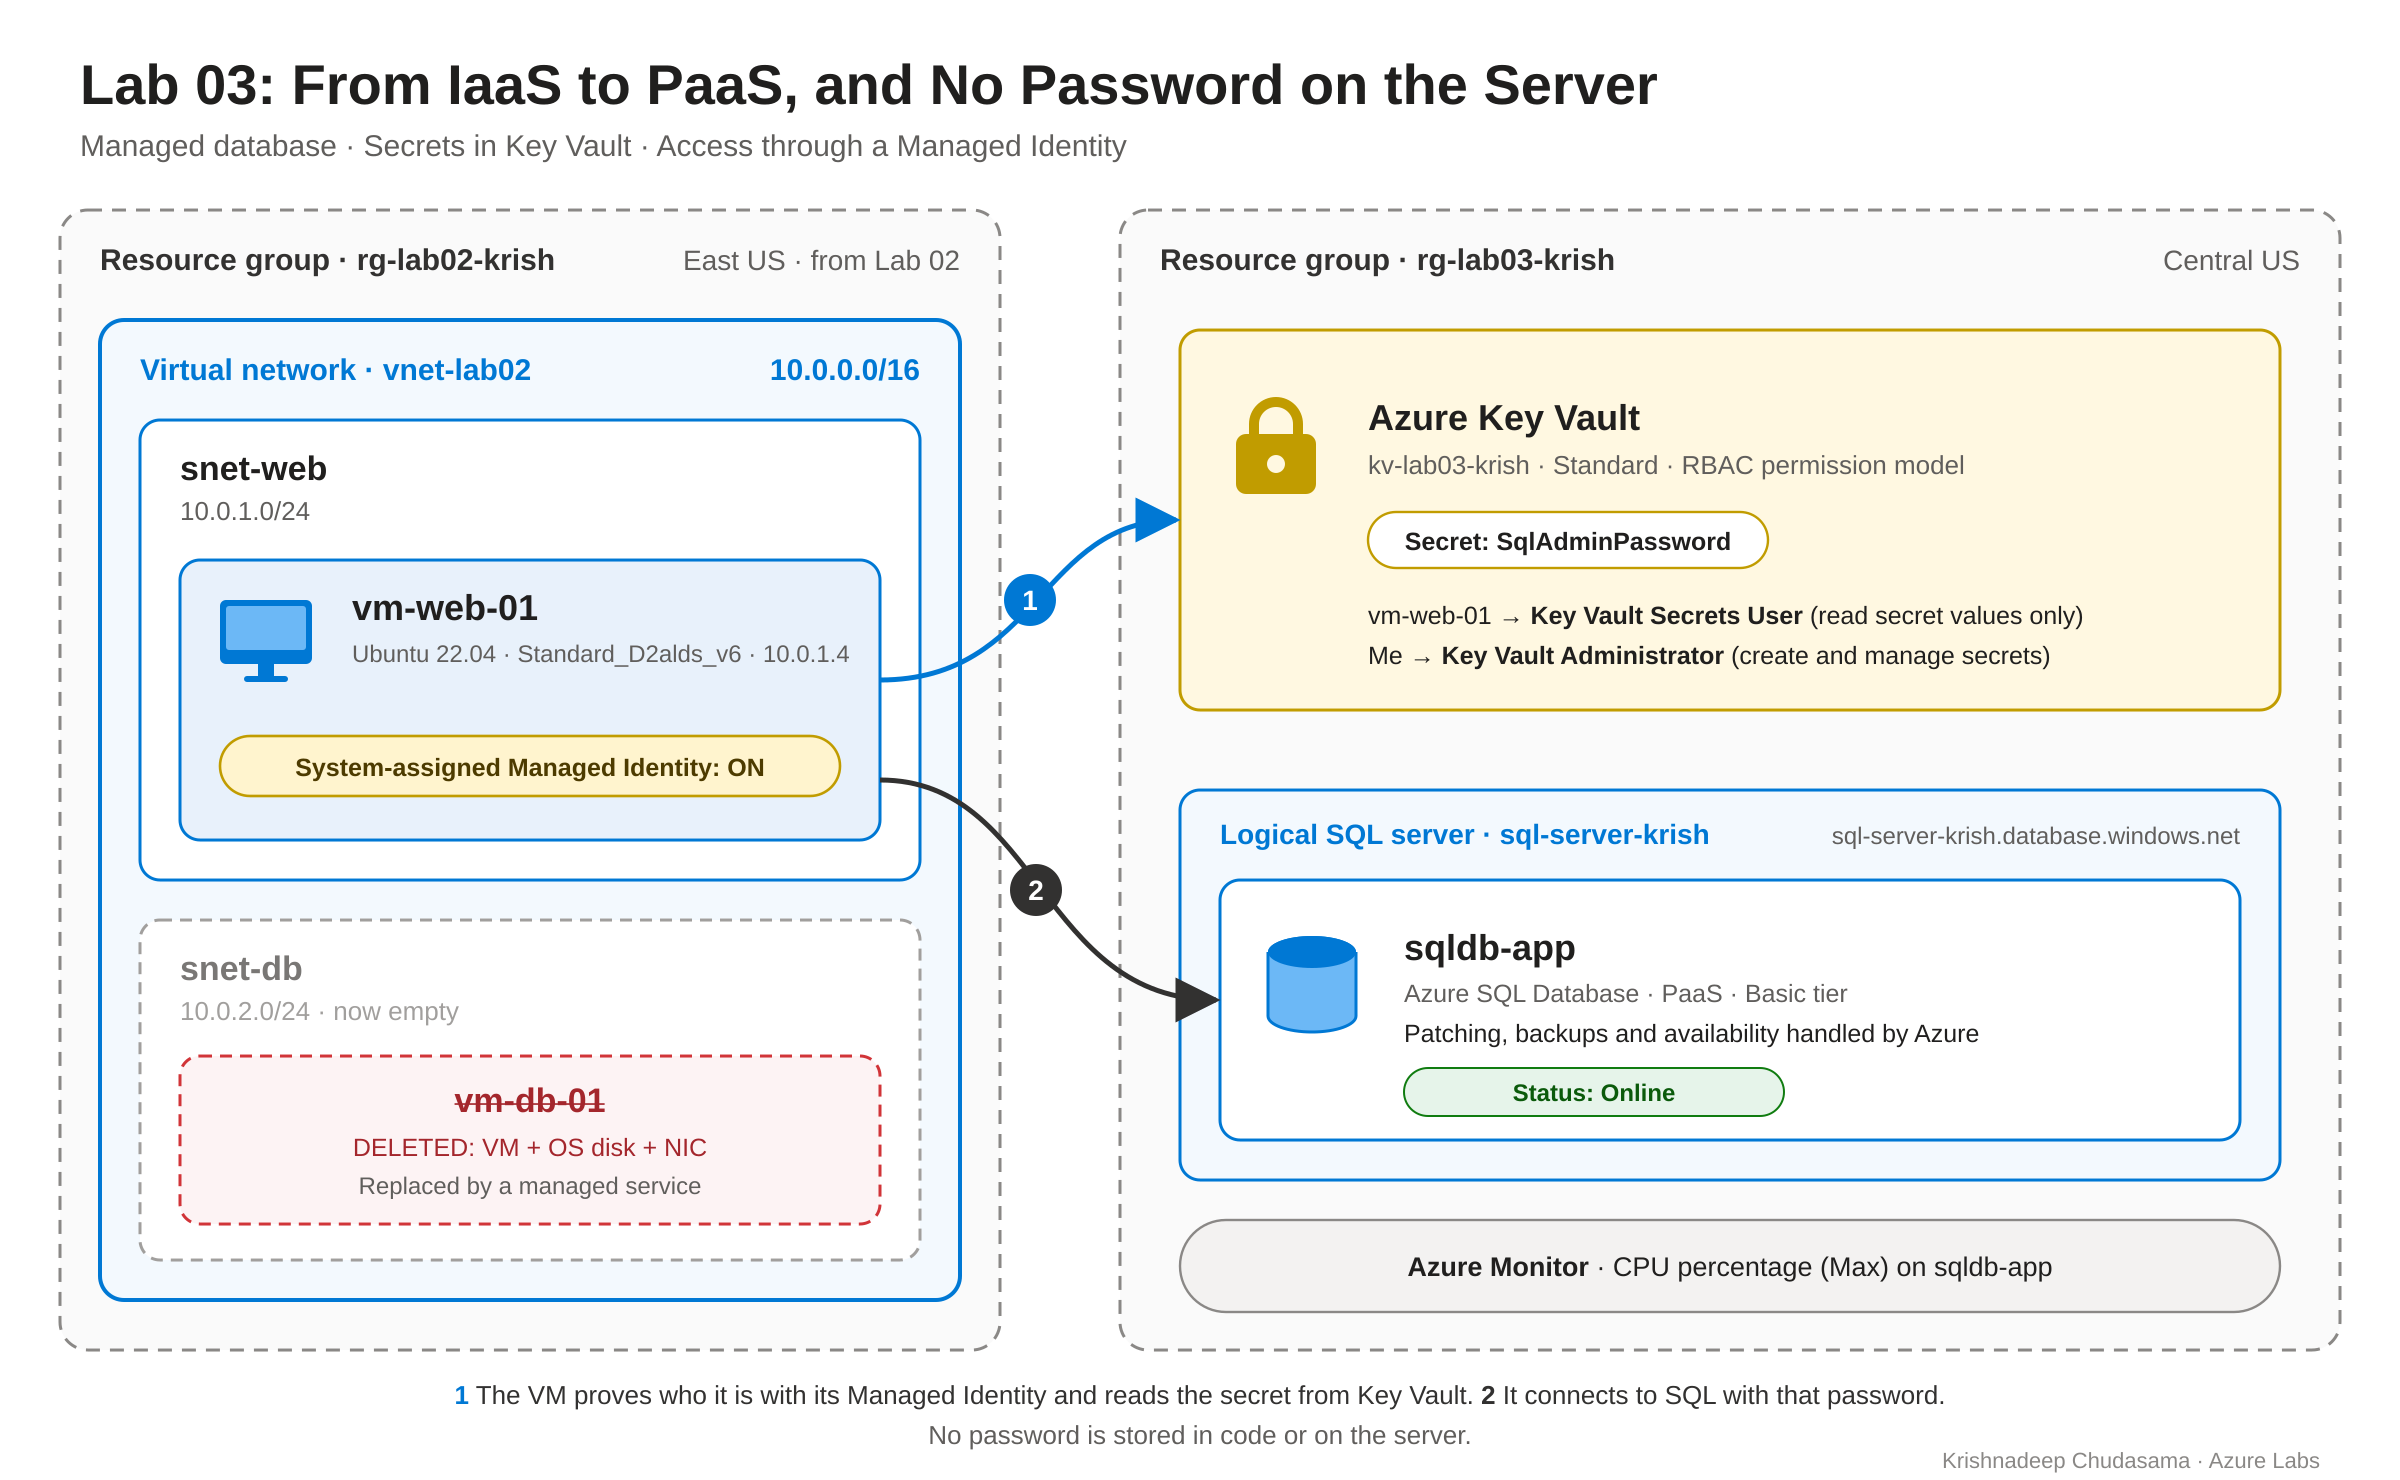 Lab 03: From IaaS to PaaS, and No Password on the Server
Managed database · Secrets in Key Vault · Access through a Managed Identity
Resource group · rg-lab02-krish
East US · from Lab 02
Virtual network · vnet-lab02
10.0.0.0/16
snet-web
10.0.1.0/24
vm-web-01
Ubuntu 22.04 · Standard_D2alds_v6 · 10.0.1.4
System-assigned Managed Identity: ON
snet-db
10.0.2.0/24 · now empty
vm-db-01
DELETED: VM + OS disk + NIC
Replaced by a managed service
1
2
Resource group · rg-lab03-krish
Central US
Azure Key Vault
kv-lab03-krish · Standard · RBAC permission model
Secret: SqlAdminPassword
vm-web-01 → Key Vault Secrets User (read secret values only)
Me → Key Vault Administrator (create and manage secrets)
Logical SQL server · sql-server-krish
sql-server-krish.database.windows.net
sqldb-app
Azure SQL Database · PaaS · Basic tier
Patching, backups and availability handled by Azure
Status: Online
Azure Monitor · CPU percentage (Max) on sqldb-app
1 The VM proves who it is with its Managed Identity and reads the secret from Key Vault. 2 It connects to SQL with that password.
No password is stored in code or on the server.
Krishnadeep Chudasama · Azure Labs